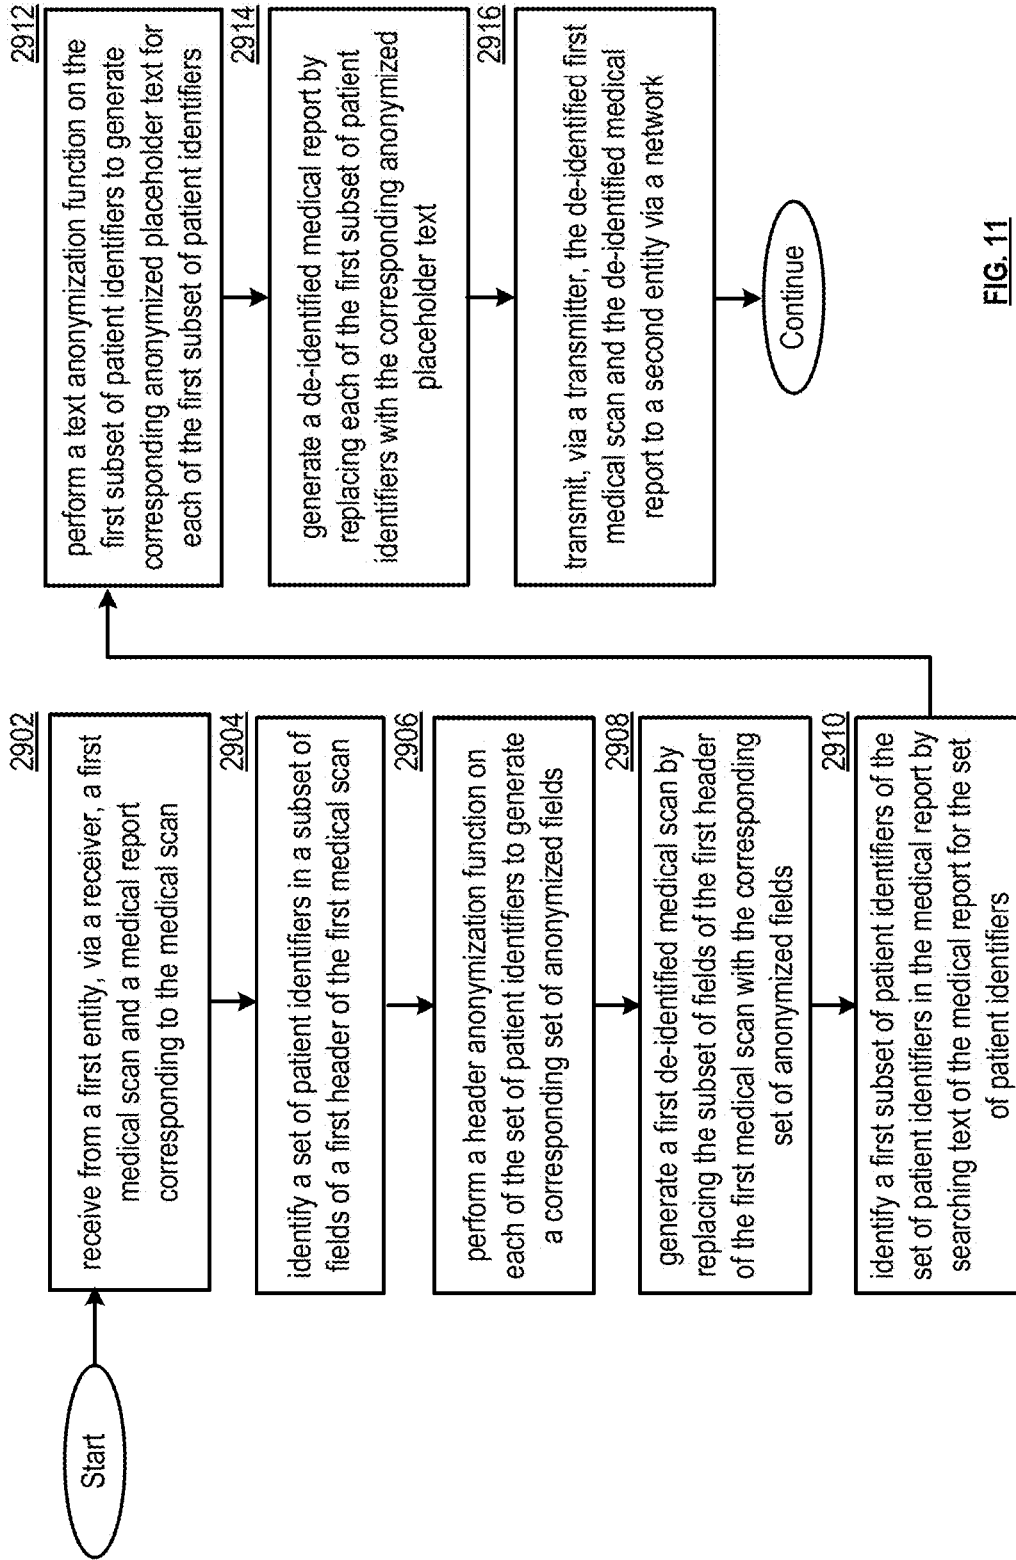 Start
2902
receive from a first entity, via a receiver, a first
medical scan and a medical report
corresponding to the medical scan
2904
identify a set of patient identifiers in a subset of
fields of a first header of the first medical scan
2906
perform a header anonymization function on
each of the set of patient identifiers to generate
a corresponding set of anonymized fields
2908
generate a first de-identified medical scan by
replacing the subset of fields of the first header
of the first medical scan with the corresponding
set of anonymized fields
2910
identify a first subset of patient identifiers of the
set of patient identifiers in the medical report by
searching text of the medical report for the set
of patient identifiers
2912
perform a text anonymization function on the
first subset of patient identifiers to generate
corresponding anonymized placeholder text for
each of the first subset of patient identifiers
2914
generate a de-identified medical report by
replacing each of the first subset of patient
identifiers with the corresponding anonymized
placeholder text
2916
transmit, via a transmitter, the de-identified first
medical scan and the de-identified medical
report to a second entity via a network
Continue
FIG. 11